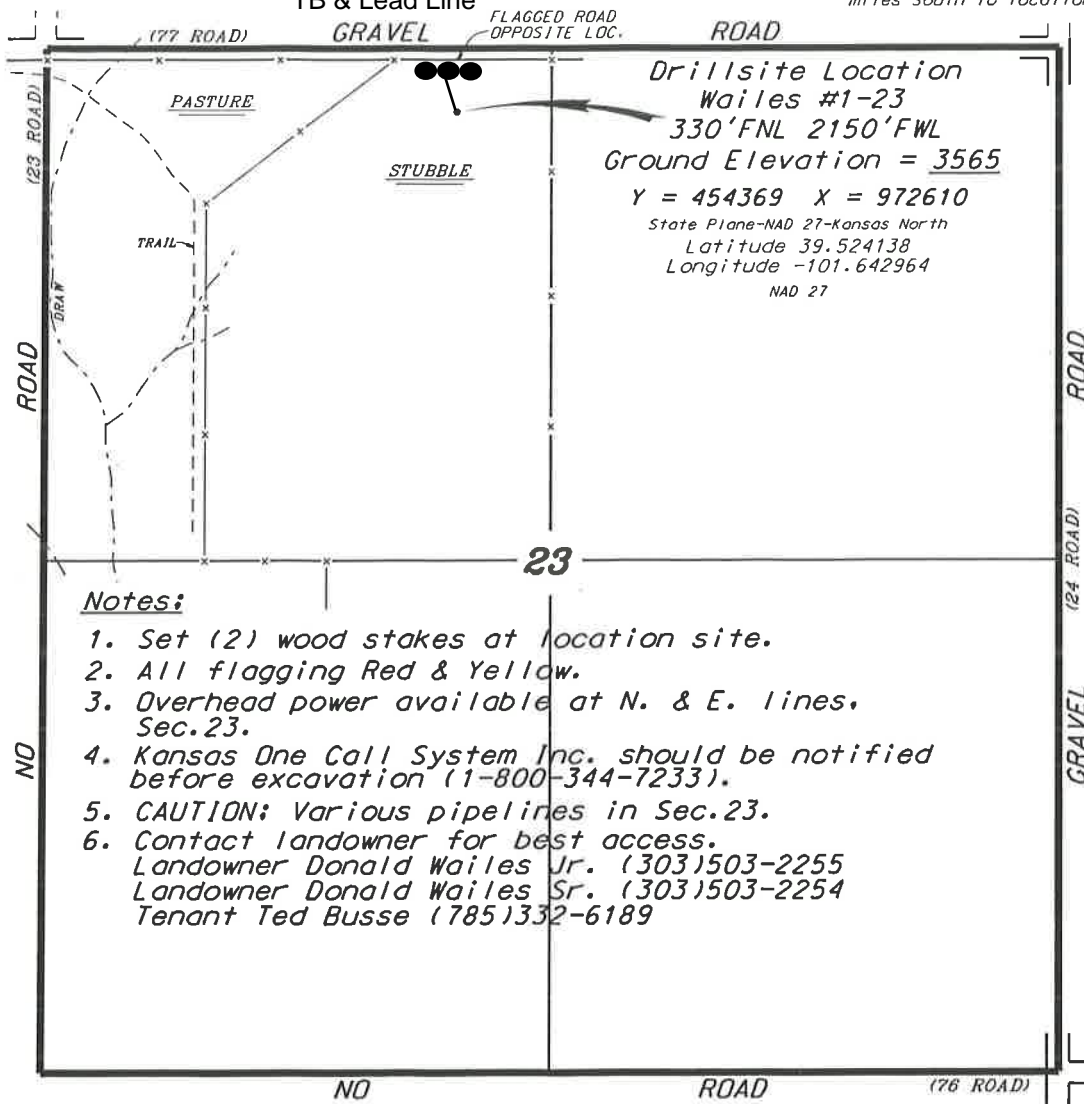 TB & Lead Line
miles south to location
FLAGGED ROAD
OPPOSITE LOC.
(77 ROAD)
GRAVEL
ROAD
PASTURE
(23 ROAD)
STUBBLE
Drillsite Location
Wailes #1-23
330'FNL 2150'FWL
Ground Elevation = 3565
Y = 454369 X = 972610
State Plane-NAD 27-Kansas North
Latitude 39.524138
Longitude -101.642964
NAD 27
TRAIL
DRAW
ROAD
ROAD
23
(24 ROAD)
Notes:
1. Set (2) wood stakes at location site.
2. All flagging Red & Yellow.
3. Overhead power available at N. & E. lines,
Sec.23.
4. Kansas One Call System Inc. should be notified
before excavation (1-800-344-7233).
5. CAUTION: Various pipelines in Sec.23.
6. Contact landowner for best access.
Landowner Donald Wailes Jr. (303)503-2255
Landowner Donald Wailes Sr. (303)503-2254
Tenant Ted Busse (785)332-6189
NO
GRAVEL
NO
ROAD
(76 ROAD)